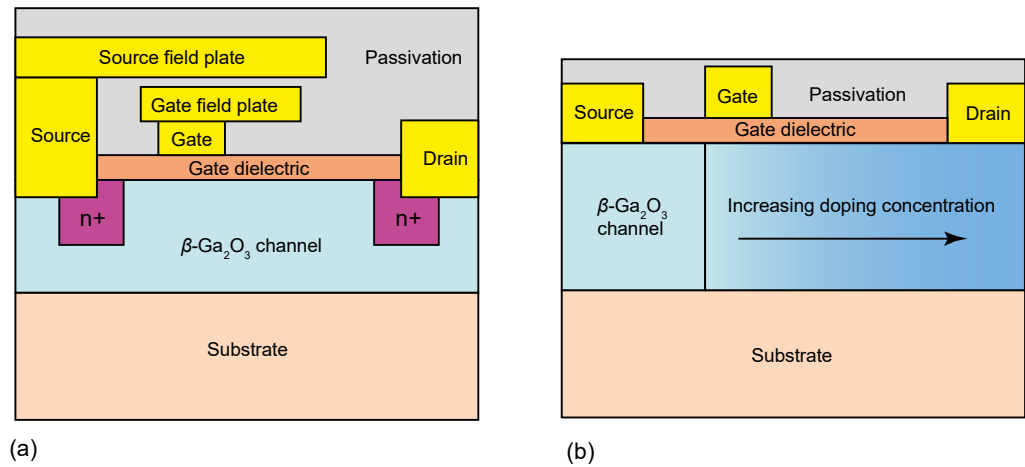 Source field plate
Passivation
Gate field plate
Source
Gate
Drain
Gate dielectric
n+
n+
β-Ga₂O₃ channel
Substrate
(a)
Gate
Passivation
Source
Drain
Gate dielectric
β-Ga₂O₃
channel
Increasing doping concentration
Substrate
(b)